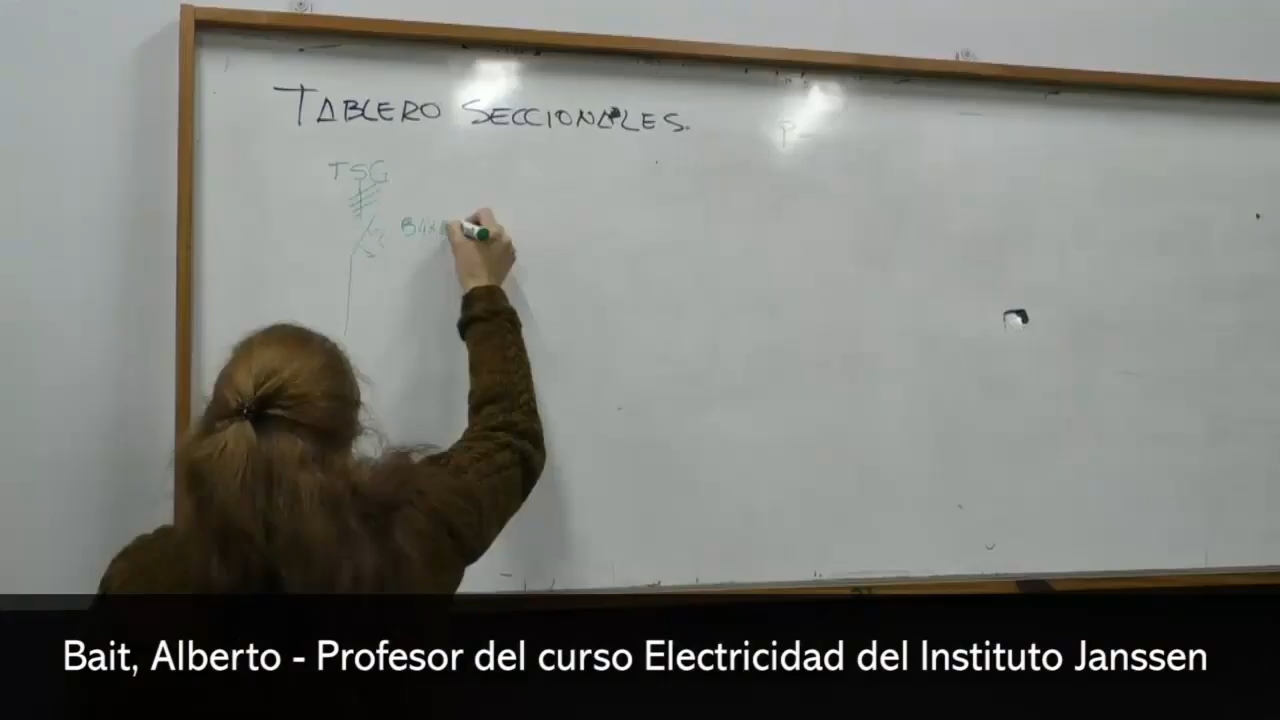 TABLERO SECCIONALES.
TSG
Bait, Alberto - Profesor del curso Electricidad del Instituto Janssen